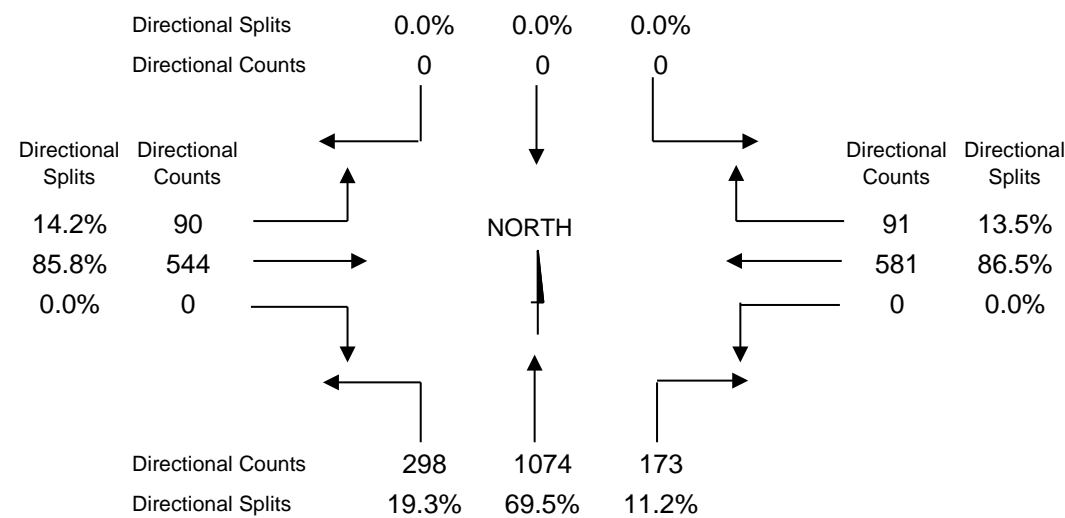 Directional Splits 0.0% 0.0% 0.0%
Directional Counts 0 0 0
Directional Directional
Splits Counts
14.2% 90
85.8% 544
0.0% 0
NORTH
Directional Directional
Counts Splits
91 13.5%
581 86.5%
0 0.0%
Directional Counts 298 1074 173
Directional Splits 19.3% 69.5% 11.2%